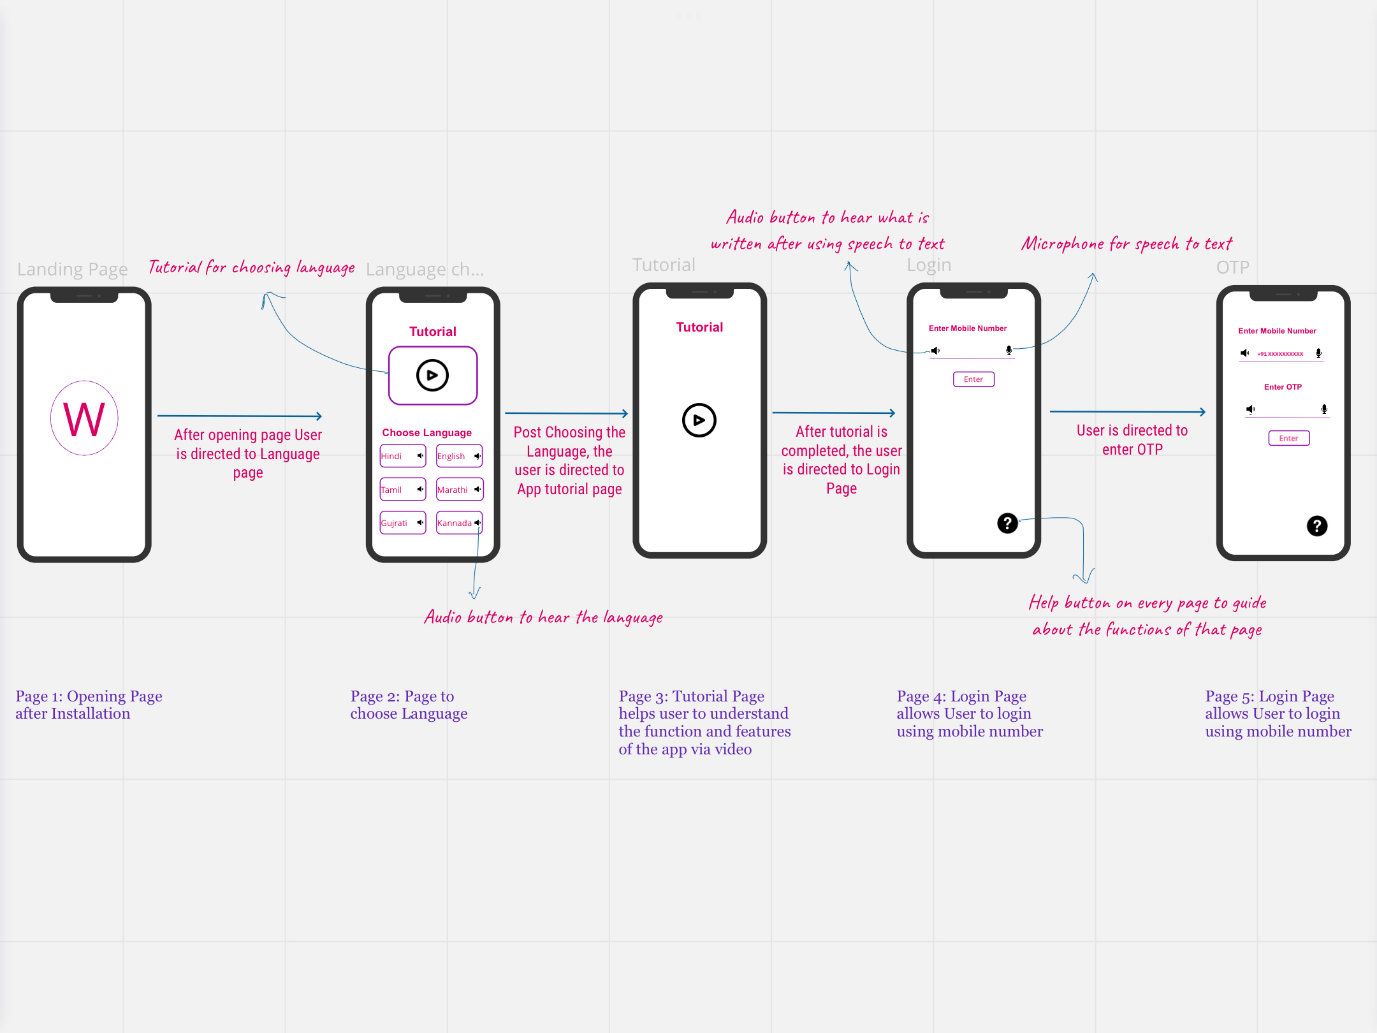 Landing Page
Tutorial for choosing language
Language ch...
Tutorial
Audio button to hear what is
written after using speech to text
Login
Microphone for speech to text
OTP
W
After opening page User
is directed to Language
page
Tutorial
Choose Language
Hindi
English
Tamil
Marathi
Gujrati
Kannada
Audio button to hear the language
Post Choosing the
Language, the
user is directed to
App tutorial page
Tutorial
After tutorial is
completed, the user
is directed to Login
Page
Enter Mobile Number
Enter
?
Help button on every page to guide
about the functions of that page
User is directed to
enter OTP
Enter Mobile Number
+91 XXXXXXXXXX
Enter OTP
Enter
?
Page 1: Opening Page
after Installation
Page 2: Page to
choose Language
Page 3: Tutorial Page
helps user to understand
the function and features
of the app via video
Page 4: Login Page
allows User to login
using mobile number
Page 5: Login Page
allows User to login
using mobile number